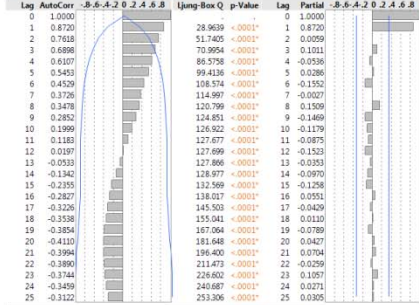 Lag AutoCorr -.8-.6-.4-.2 0 .2 .4 .6 .8 Ljung-Box Q p-Value Lag Partial -.8-.6-.4-.2 0 .2 .4 .6 .8
0 1.0000 0 1.0000
1 0.8720 28.9639 <.0001* 1 0.8720
2 0.7618 51.7405 <.0001* 2 0.0059
3 0.6898 70.9954 <.0001* 3 0.1011
4 0.6107 86.5758 <.0001* 4 -0.0536
5 0.5453 99.4136 <.0001* 5 0.0286
6 0.4529 108.577 <.0001* 6 -0.1552
7 0.3726 114.997 <.0001* 7 -0.0027
8 0.3478 120.799 <.0001* 8 0.1509
9 0.2852 124.851 <.0001* 9 -0.1469
10 0.1999 126.922 <.0001* 10 -0.1179
11 0.1183 127.677 <.0001* 11 -0.0875
12 0.0197 127.699 <.0001* 12 -0.1523
13 -0.0533 127.866 <.0001* 13 -0.0353
14 -0.1342 128.977 <.0001* 14 -0.0970
15 -0.2355 132.569 <.0001* 15 -0.1258
16 -0.2827 138.017 <.0001* 16 0.0551
17 -0.3326 145.503 <.0001* 17 -0.0429
18 -0.3538 155.041 <.0001* 18 0.0110
19 -0.3854 167.064 <.0001* 19 -0.0789
20 -0.4110 181.648 <.0001* 20 0.0427
21 -0.3994 196.400 <.0001* 21 0.0704
22 -0.3890 211.473 <.0001* 22 -0.0259
23 -0.3744 226.602 <.0001* 23 0.1057
24 -0.3459 240.687 <.0001* 24 0.0271
25 -0.3122 253.306 <.0001* 25 0.0305